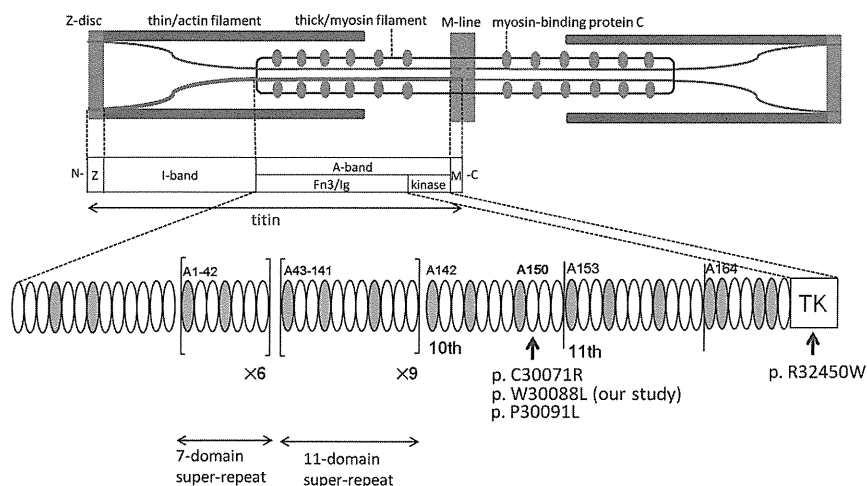 Z-disc thin/actin filament thick/myosin filament M-line myosin-binding protein C
N- Z I-band A-band M -C
Fn3/Ig kinase
titin
A1-42 A43-141 A142 A150 A153 A164
TK
10th 11th
×6 ×9
p. C30071R p. R32450W
p. W30088L (our study)
p. P30091L
7-domain 11-domain
super-repeat super-repeat